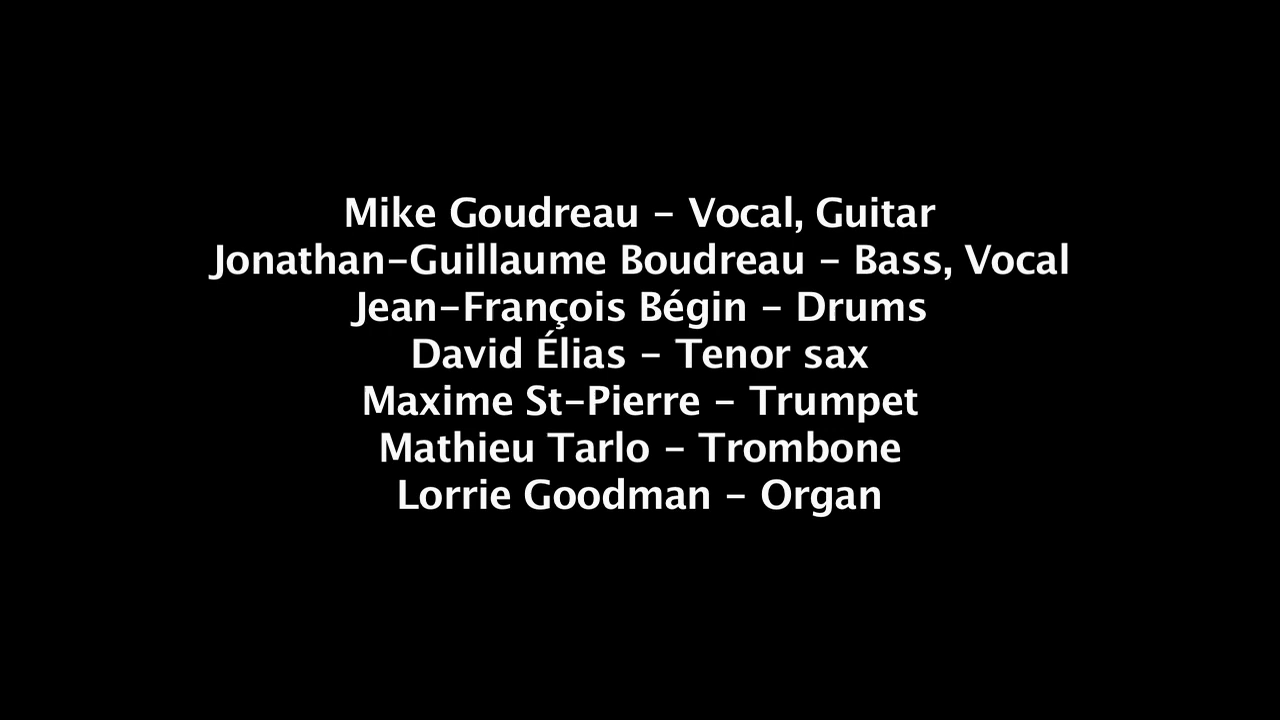 Mike Goudreau – Vocal, Guitar
Jonathan-Guillaume Boudreau – Bass, Vocal
Jean-François Bégin – Drums
David Élias – Tenor sax
Maxime St-Pierre – Trumpet
Mathieu Tarlo – Trombone
Lorrie Goodman – Organ